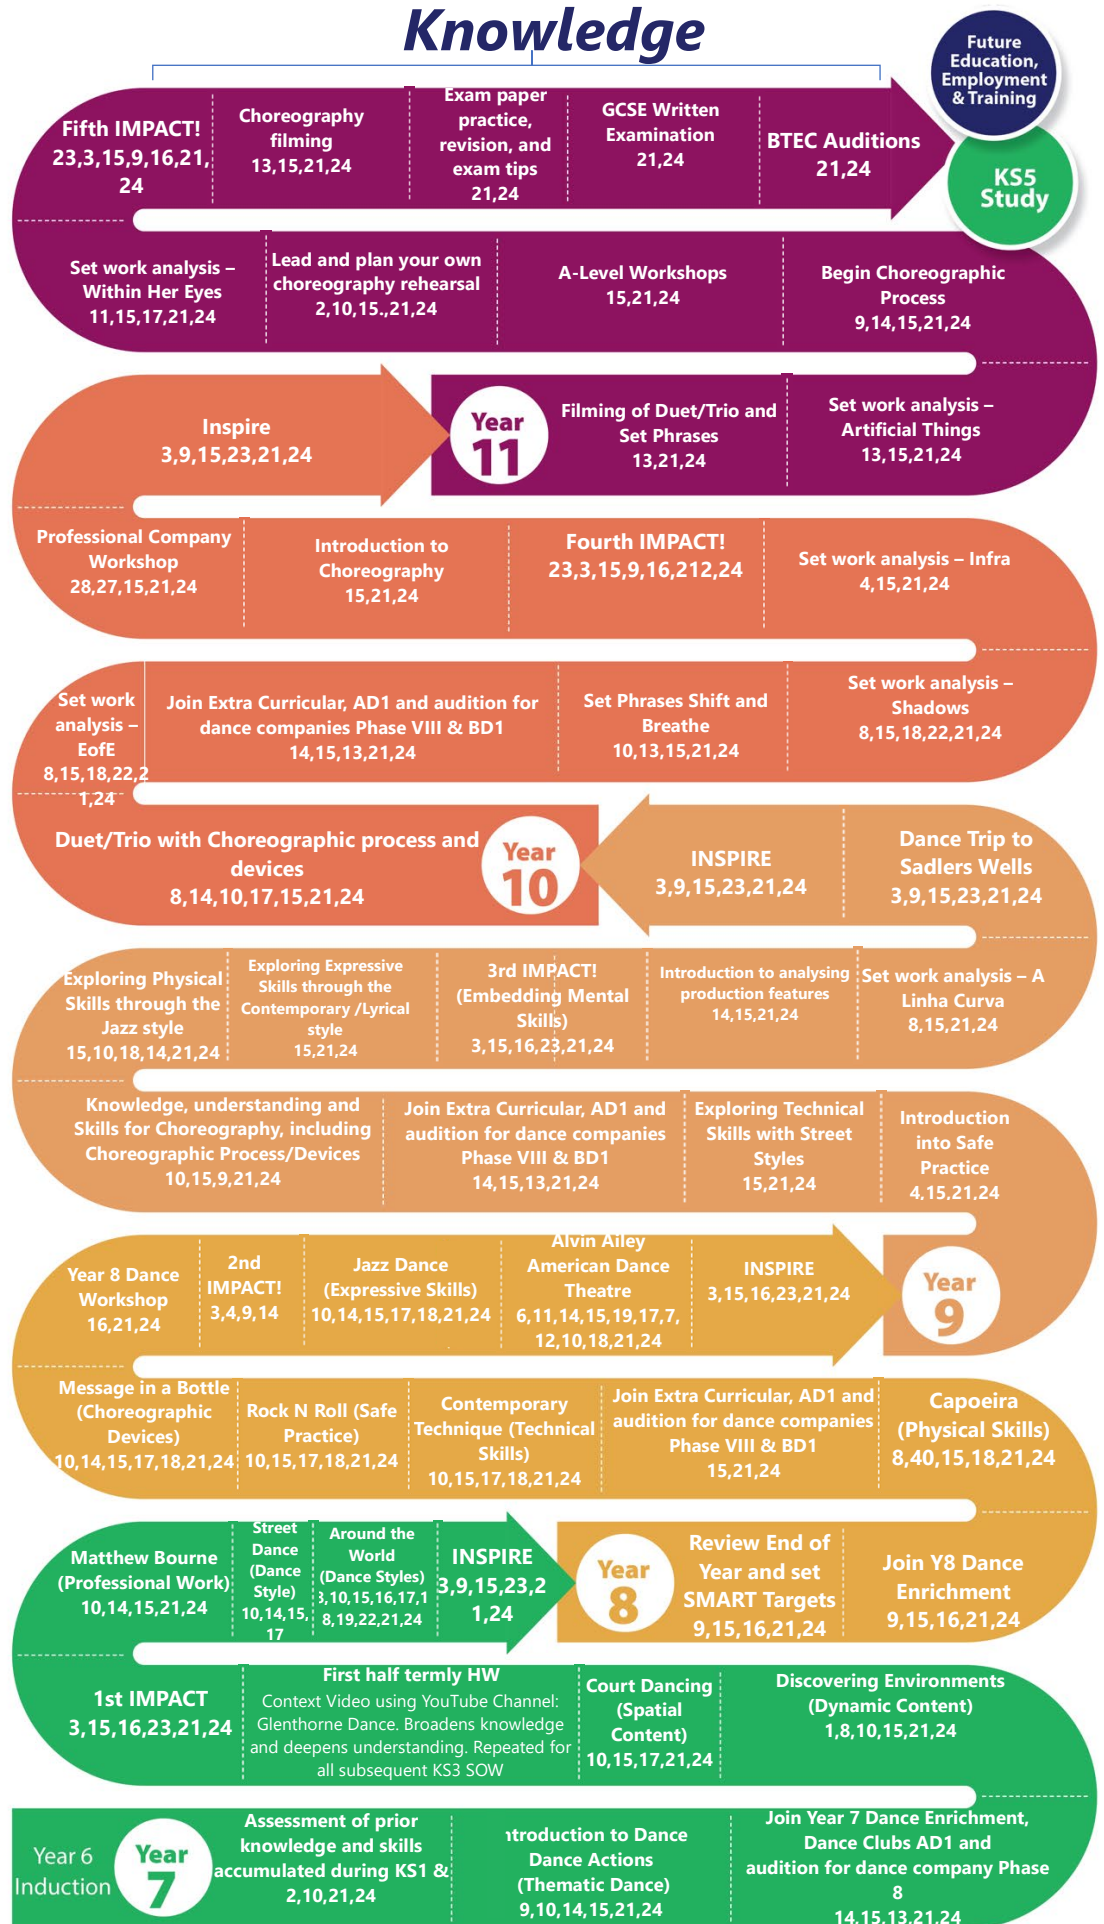 Knowledge
Future
Education,
Employment
& Training
KS5
Study
Fifth IMPACT!
23,3,15,9,16,21,
24
Choreography
filming
13,15,21,24
Exam paper
practice,
revision, and
exam tips
21,24
GCSE Written
Examination
21,24
BTEC Auditions
21,24
Set work analysis –
Within Her Eyes
11,15,17,21,24
Lead and plan your own
choreography rehearsal
2,10,15.,21,24
A-Level Workshops
15,21,24
Begin Choreographic
Process
9,14,15,21,24
Inspire
3,9,15,23,21,24
Year
11
Filming of Duet/Trio and
Set Phrases
13,21,24
Set work analysis –
Artificial Things
13,15,21,24
Professional Company
Workshop
28,27,15,21,24
Introduction to
Choreography
15,21,24
Fourth IMPACT!
23,3,15,9,16,212,24
Set work analysis – Infra
4,15,21,24
Set work
analysis –
EofE
8,15,18,22,2
1,24
Join Extra Curricular, AD1 and audition for
dance companies Phase VIII & BD1
14,15,13,21,24
Set Phrases Shift and
Breathe
10,13,15,21,24
Set work analysis –
Shadows
8,15,18,22,21,24
Duet/Trio with Choreographic process and
devices
8,14,10,17,15,21,24
Year
10
INSPIRE
3,9,15,23,21,24
Dance Trip to
Sadlers Wells
3,9,15,23,21,24
Exploring Physical
Skills through the
Jazz style
15,10,18,14,21,24
Exploring Expressive
Skills through the
Contemporary /Lyrical
style
15,21,24
3rd IMPACT!
(Embedding Mental
Skills)
3,15,16,23,21,24
Introduction to analysing
production features
14,15,21,24
Set work analysis – A
Linha Curva
8,15,21,24
Knowledge, understanding and
Skills for Choreography, including
Choreographic Process/Devices
10,15,9,21,24
Join Extra Curricular, AD1 and
audition for dance companies
Phase VIII & BD1
14,15,13,21,24
Exploring Technical
Skills with Street
Styles
15,21,24
Introduction
into Safe
Practice
4,15,21,24
Year 8 Dance
Workshop
16,21,24
2nd
IMPACT!
3,4,9,14
Jazz Dance
(Expressive Skills)
10,14,15,17,18,21,24
Alvin Ailey
American Dance
Theatre
6,11,14,15,19,17,7,
12,10,18,21,24
INSPIRE
3,15,16,23,21,24
Year
9
Message in a Bottle
(Choreographic
Devices)
10,14,15,17,18,21,24
Rock N Roll (Safe
Practice)
10,15,17,18,21,24
Contemporary
Technique (Technical
Skills)
10,15,17,18,21,24
Join Extra Curricular, AD1 and
audition for dance companies
Phase VIII & BD1
15,21,24
Capoeira
(Physical Skills)
8,40,15,18,21,24
Matthew Bourne
(Professional Work)
10,14,15,21,24
Street
Dance
(Dance
Style)
10,14,15,
17
Around the
World
(Dance Styles)
3,10,15,16,17,1
8,19,22,21,24
INSPIRE
3,9,15,23,2
1,24
Year
8
Review End of
Year and set
SMART Targets
9,15,16,21,24
Join Y8 Dance
Enrichment
9,15,16,21,24
1st IMPACT
3,15,16,23,21,24
First half termly HW
Context Video using YouTube Channel:
Glenthorne Dance. Broadens knowledge
and deepens understanding. Repeated for
all subsequent KS3 SOW
Court Dancing
(Spatial
Content)
10,15,17,21,24
Discovering Environments
(Dynamic Content)
1,8,10,15,21,24
Year 6
Induction
Year
7
Assessment of prior
knowledge and skills
accumulated during KS1 &
2,10,21,24
ntroduction to Dance
Dance Actions
(Thematic Dance)
9,10,14,15,21,24
Join Year 7 Dance Enrichment,
Dance Clubs AD1 and
audition for dance company Phase
8
14,15,13,21,24